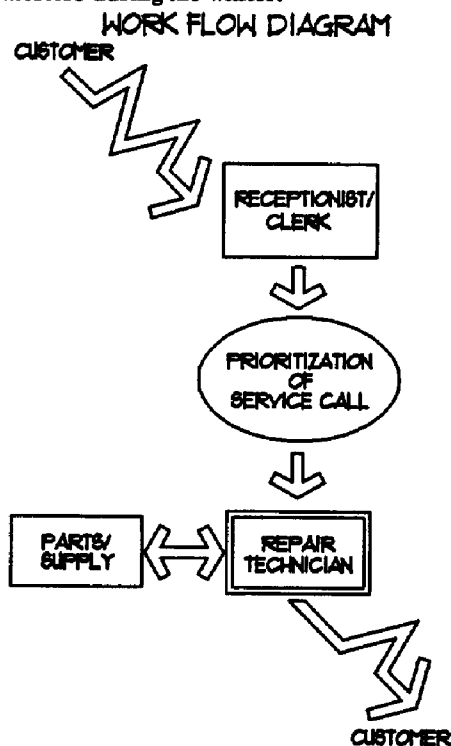 WORK FLOW DIAGRAM
CUSTOMER
RECEPTIONIST/
CLERK
PRIORITIZATION
OF
SERVICE CALL
PARTS/
SUPPLY
REPAIR
TECHNICIAN
CUSTOMER